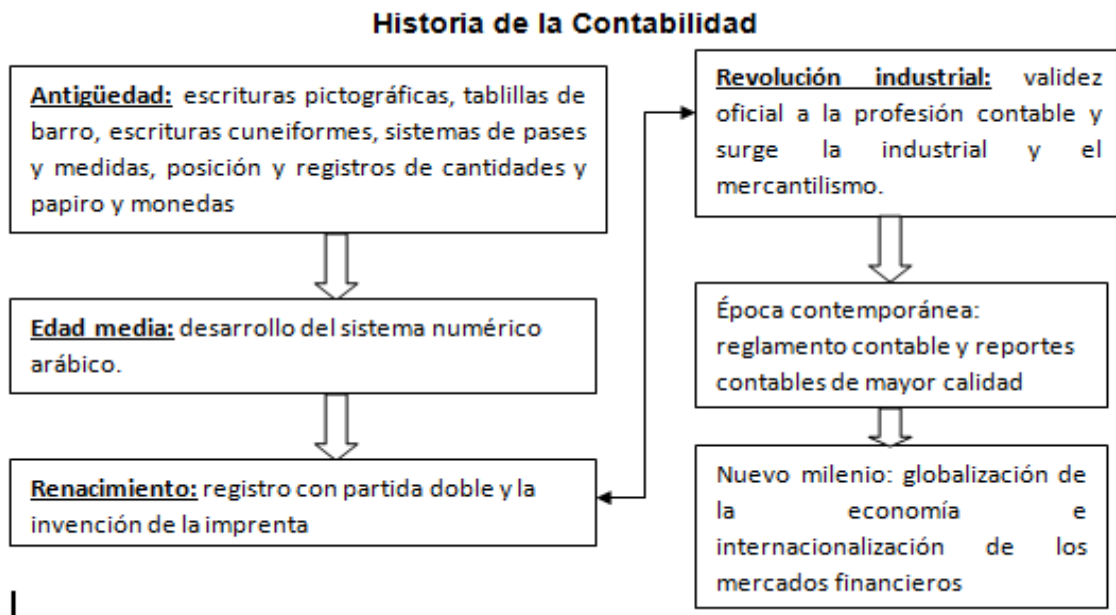 Historia de la Contabilidad
Antigüedad: escrituras pictográficas, tablillas de
barro, escrituras cuneiformes, sistemas de pases
y medidas, posición y registros de cantidades y
papiro y monedas
Edad media: desarrollo del sistema numérico
arábico.
Renacimiento: registro con partida doble y la
invención de la imprenta
Revolución industrial: validez
oficial a la profesión contable y
surge la industrial y el
mercantilismo.
Época contemporánea:
reglamento contable y reportes
contables de mayor calidad
Nuevo milenio: globalización de
la economía e
internacionalización de los
mercados financieros